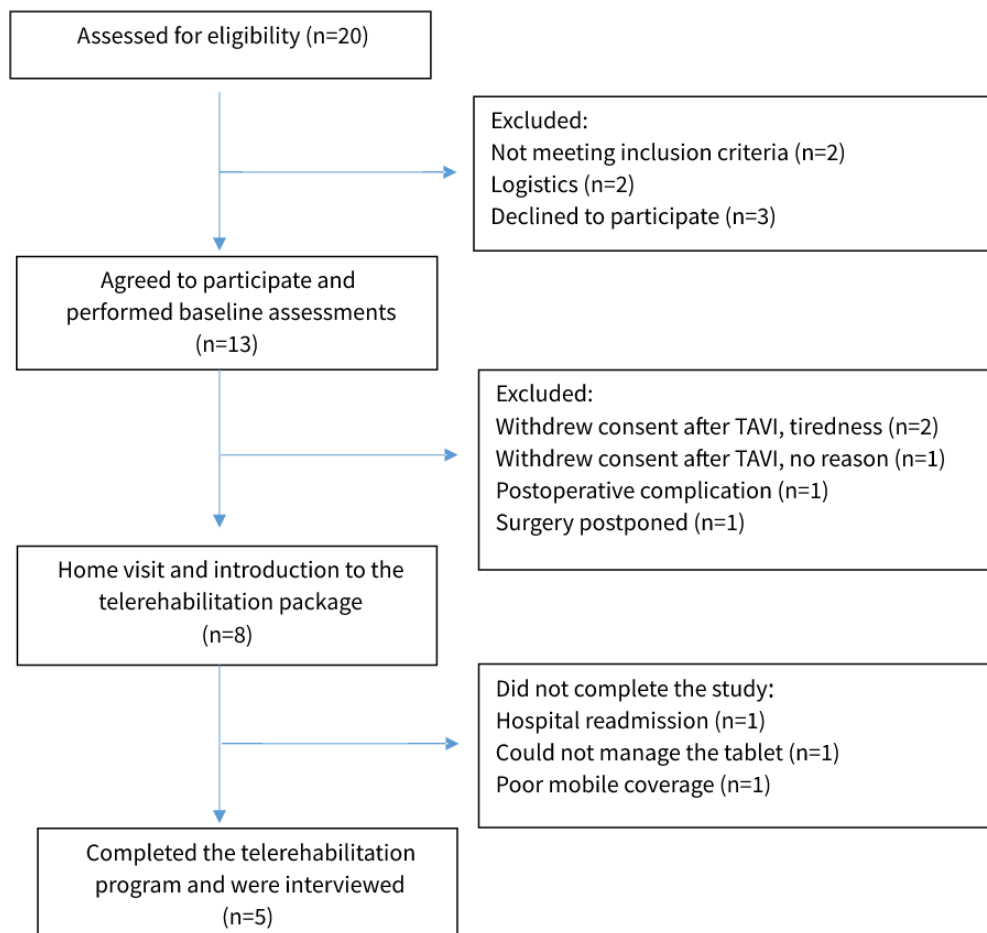 Assessed for eligibility (n=20)
Excluded:
Not meeting inclusion criteria (n=2)
Logistics (n=2)
Declined to participate (n=3)
Agreed to participate and
performed baseline assessments
(n=13)
Excluded:
Withdrew consent after TAVI, tiredness (n=2)
Withdrew consent after TAVI, no reason (n=1)
Postoperative complication (n=1)
Surgery postponed (n=1)
Home visit and introduction to the
telerehabilitation package
(n=8)
Did not complete the study:
Hospital readmission (n=1)
Could not manage the tablet (n=1)
Poor mobile coverage (n=1)
Completed the telerehabilitation
program and were interviewed
(n=5)